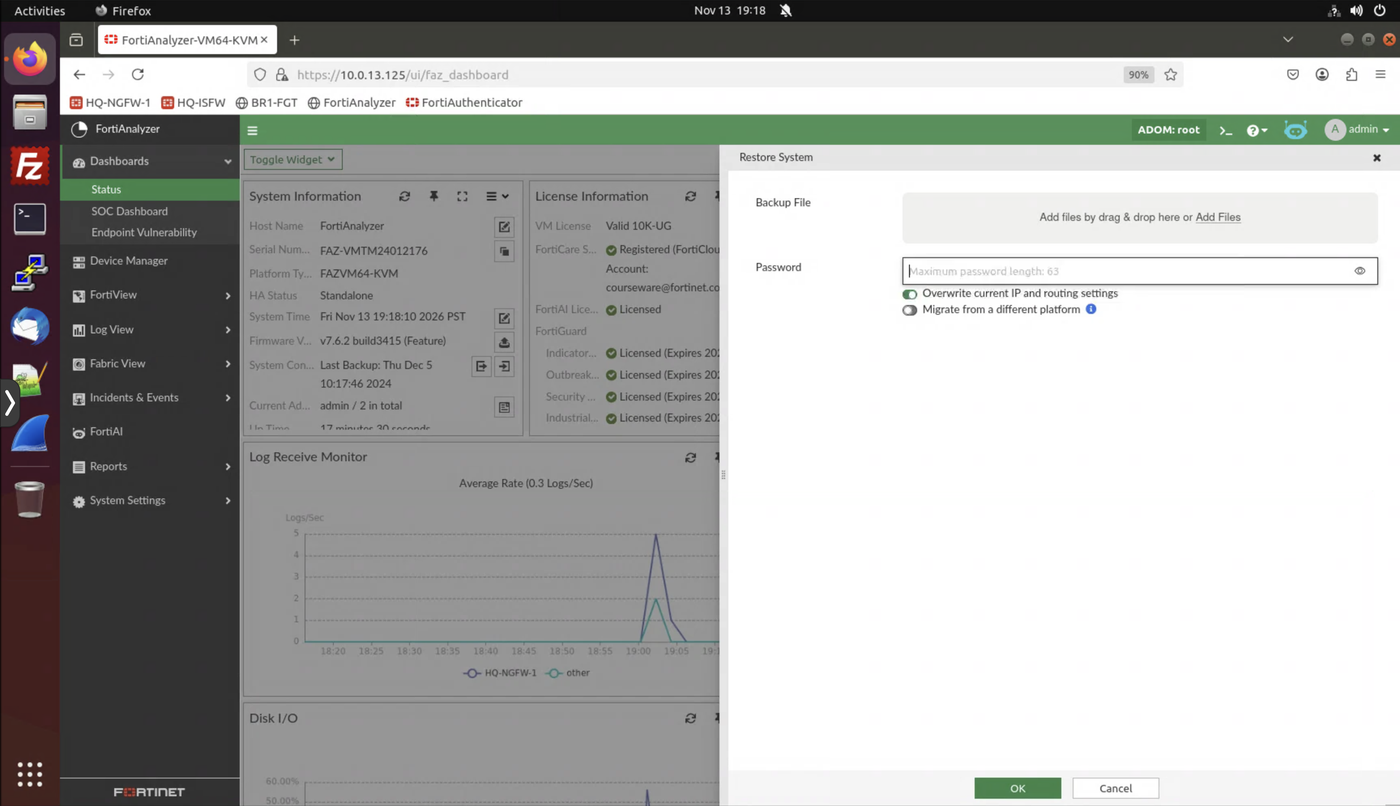 Activities
Firefox
Nov 13 19:18
FortiAnalyzer-VM64-KVM
https://10.0.13.125/ui/faz_dashboard
90%
HQ-NGFW-1
HQ-ISFW
BR1-FGT
FortiAnalyzer
FortiAuthenticator
FortiAnalyzer
ADOM: root
A
admin
Dashboards
Status
SOC Dashboard
Endpoint Vulnerability
Device Manager
FortiView
Log View
Fabric View
Incidents & Events
FortiAI
Reports
System Settings
FORTINET
Toggle Widget
System Information
Host Name FortiAnalyzer
Serial Num... FAZ-VMTM24012176
Platform Ty... FAZVM64-KVM
HA Status Standalone
System Time Fri Nov 13 19:18:10 2026 PST
Firmware V... v7.6.2 build3415 (Feature)
System Con... Last Backup: Thu Dec 5
10:17:46 2024
Current Ad... admin / 2 in total
Up Time 17 minutes 30 seconds
License Information
VM License Valid 10K-UG
FortiCare S... Registered (FortiClou
Account:
courseware@fortinet.co
FortiAI Lice... Licensed
FortiGuard
Indicator... Licensed (Expires 202
Outbreak... Licensed (Expires 202
Security ... Licensed (Expires 202
Industrial... Licensed (Expires 202
Log Receive Monitor
Average Rate (0.3 Logs/Sec)
Logs/Sec
5
4
3
2
1
0
18:20 18:25 18:30 18:35 18:40 18:45 18:50 18:55 19:00 19:05 19:1
HQ-NGFW-1 other
Disk I/O
60.00%
50.00%
Restore System
Backup File
Add files by drag & drop here or Add Files
Password
Maximum password length: 63
Overwrite current IP and routing settings
Migrate from a different platform
OK
Cancel